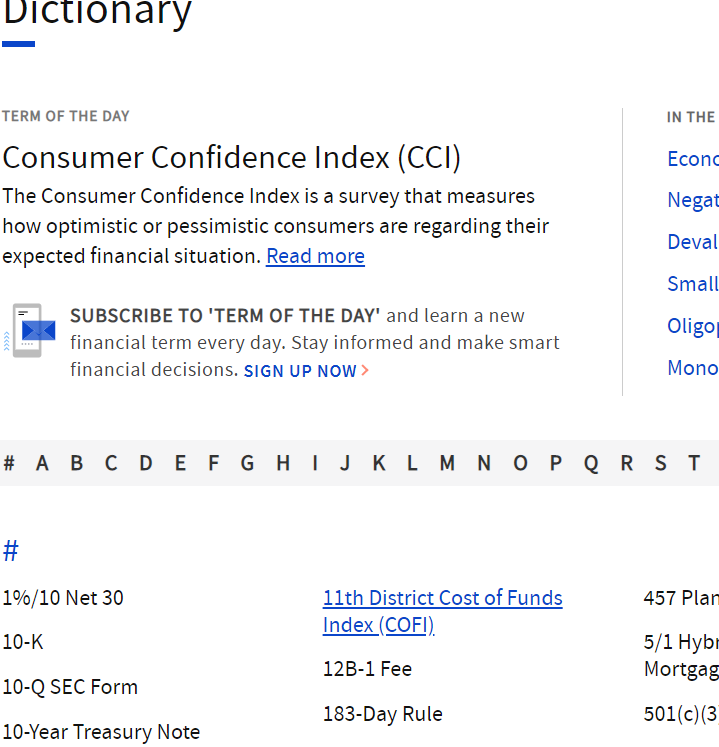 Dictionary
TERM OF THE DAY
Consumer Confidence Index (CCI)
The Consumer Confidence Index is a survey that measures
how optimistic or pessimistic consumers are regarding their
expected financial situation. Read more
SUBSCRIBE TO 'TERM OF THE DAY' and learn a new
financial term every day. Stay informed and make smart
financial decisions. SIGN UP NOW >
IN THE
Econo
Negat
Deval
Small
Oligop
Mono
# A B C D E F G H I J K L M N O P Q R S T
#
1%/10 Net 30
10-K
10-Q SEC Form
10-Year Treasury Note
11th District Cost of Funds
Index (COFI)
12B-1 Fee
183-Day Rule
457 Plan
5/1 Hybr
Mortgag
501(c)(3)